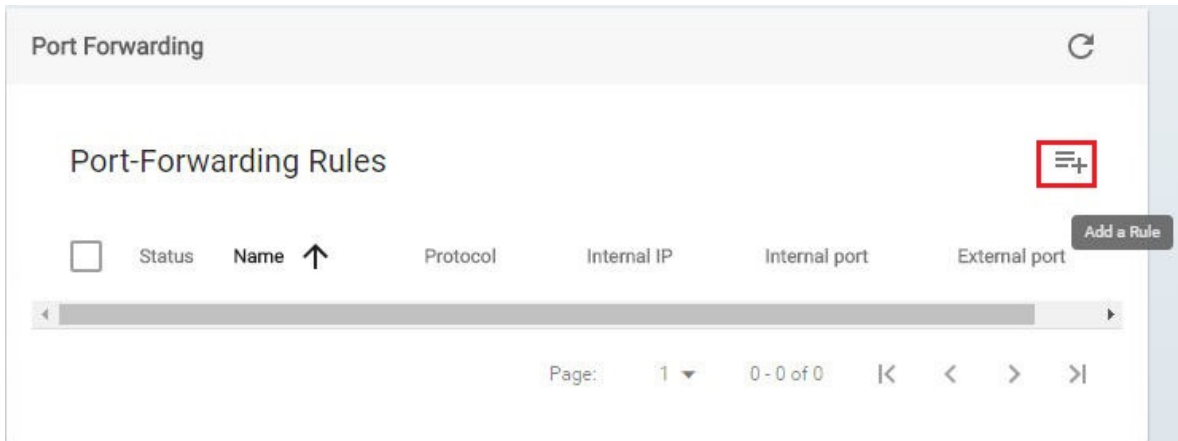 Port Forwarding
Port-Forwarding Rules
Add a Rule
Status Name Protocol Internal IP Internal port External port
Page: 1 0 - 0 of 0